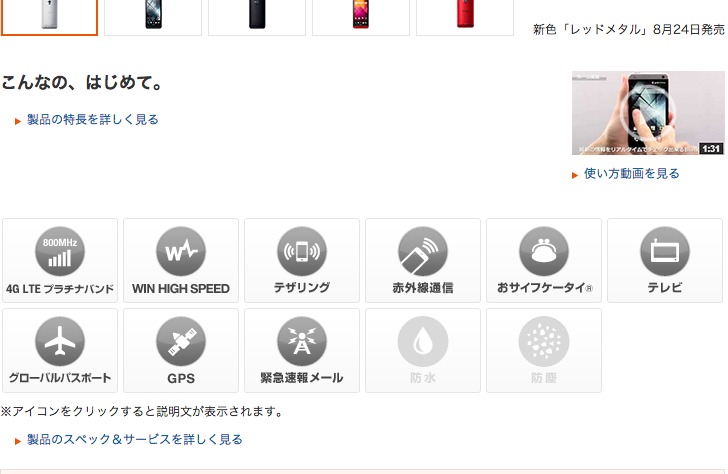 新色「レッドメタル」8月24日発売
こんなの、はじめて。
製品の特長を詳しく見る
1:31
使い方動画を見る
800MHz
4G LTE プラチナバンド
WIN HIGH SPEED
テザリング
赤外線通信
おサイフケータイ®
テレビ
グローバルパスポート
GPS
緊急速報メール
防水
防塵
※アイコンをクリックすると説明文が表示されます。
製品のスペック＆サービスを詳しく見る